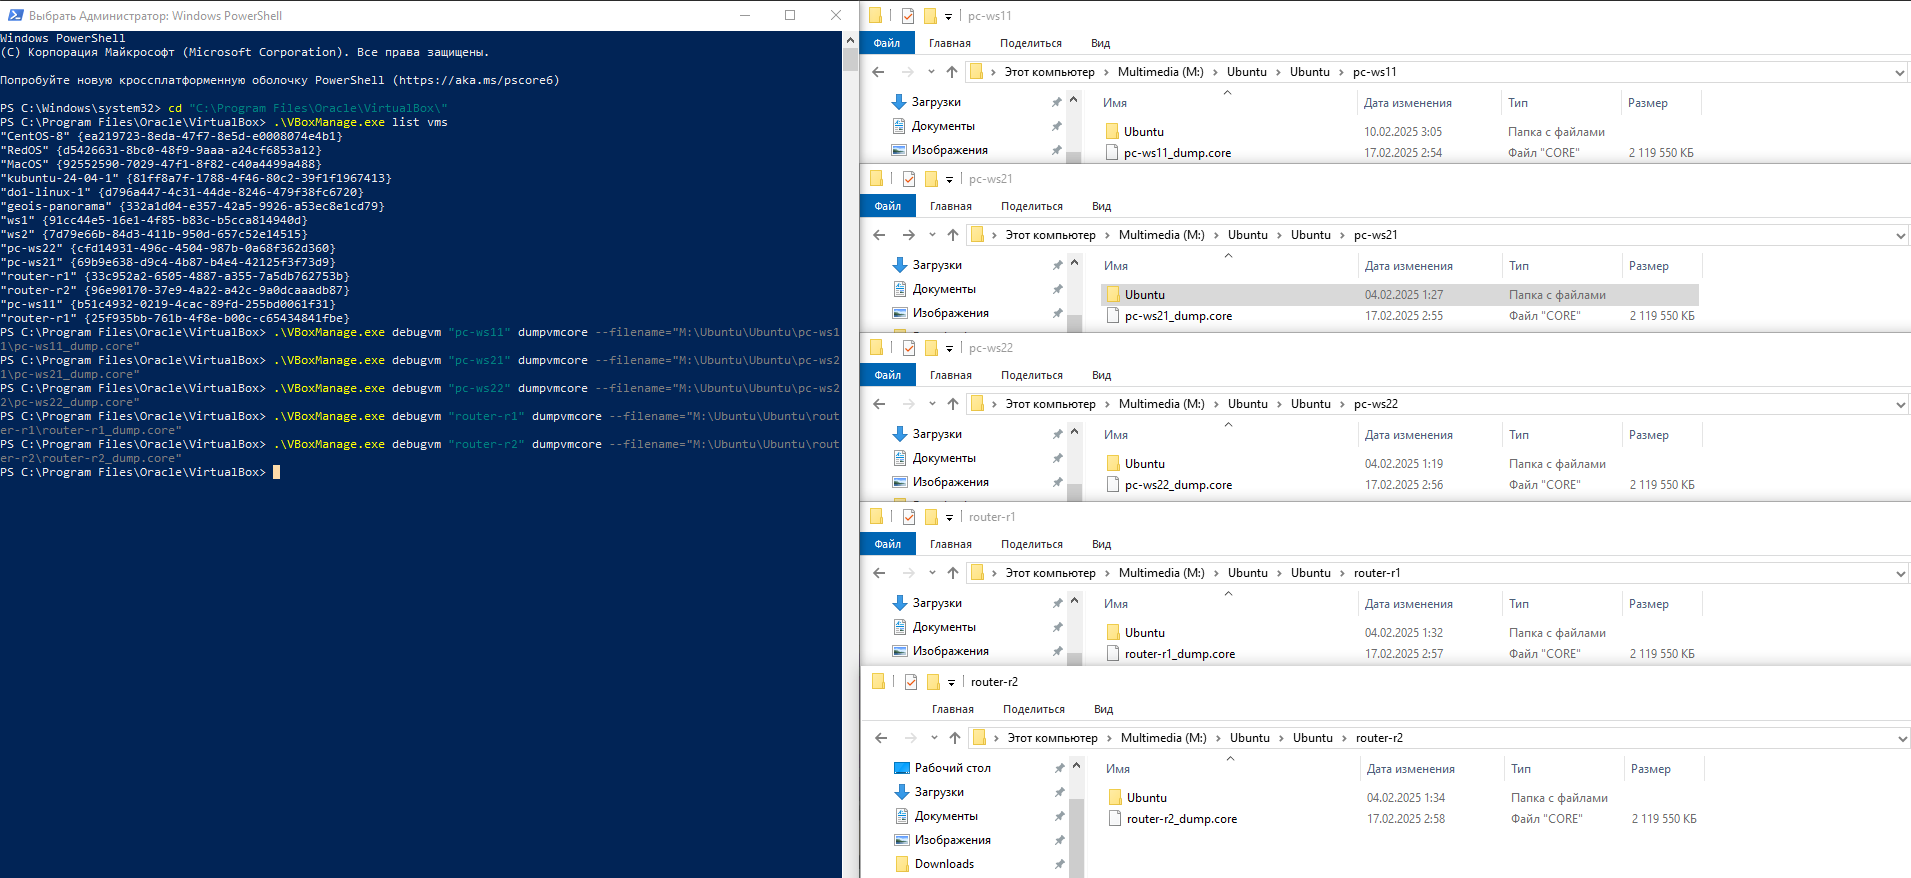 Выбрать Администратор: Windows PowerShell
Windows PowerShell
(C) Корпорация Майкрософт (Microsoft Corporation). Все права защищены.
Попробуйте новую кроссплатформенную оболочку PowerShell (https://aka.ms/pscore6)
PS C:\Windows\system32> cd "C:\Program Files\Oracle\VirtualBox\"
PS C:\Program Files\Oracle\VirtualBox> .\VBoxManage.exe list vms
"CentOS-8" {ea219723-8eda-47f7-8e5d-e0008074e4b1}
"RedOS" {d5426631-8bc0-48f9-9aaa-a24cf6853a12}
"MacOS" {92552590-7029-47f1-8f82-c40a4499a488}
"kubuntu-24-04-1" {81ff8a7f-1788-4f46-80c2-39f1f1967413}
"do1-linux-1" {d796a447-4c31-44de-8246-479f38fc6720}
"geois-panorama" {332a1d04-e357-42a5-9926-a53ec8e1cd79}
"ws1" {91cc44e5-16e1-4f85-b83c-b5cca814940d}
"ws2" {7d79e66b-84d3-411b-950d-657c52e14515}
"pc-ws22" {cfd14931-496c-4504-987b-0a68f362d360}
"pc-ws21" {69b9e638-d9c4-4b87-b4e4-42125f3f73d9}
"router-r1" {33c952a2-6505-4887-a355-7a5db762753b}
"router-r2" {96e90170-37e9-4a22-a42c-9a0dcaaadb87}
"pc-ws11" {b51c4932-0219-4cac-89fd-255bd0061f31}
"router-r1" {25f935bb-761b-4f8e-b00c-c65434841fbe}
PS C:\Program Files\Oracle\VirtualBox> .\VBoxManage.exe debugvm "pc-ws11" dumpvmcore --filename="M:\Ubuntu\Ubuntu\pc-ws1
1\pc-ws11_dump.core"
PS C:\Program Files\Oracle\VirtualBox> .\VBoxManage.exe debugvm "pc-ws21" dumpvmcore --filename="M:\Ubuntu\Ubuntu\pc-ws2
1\pc-ws21_dump.core"
PS C:\Program Files\Oracle\VirtualBox> .\VBoxManage.exe debugvm "pc-ws22" dumpvmcore --filename="M:\Ubuntu\Ubuntu\pc-ws2
2\pc-ws22_dump.core"
PS C:\Program Files\Oracle\VirtualBox> .\VBoxManage.exe debugvm "router-r1" dumpvmcore --filename="M:\Ubuntu\Ubuntu\rout
er-r1\router-r1_dump.core"
PS C:\Program Files\Oracle\VirtualBox> .\VBoxManage.exe debugvm "router-r2" dumpvmcore --filename="M:\Ubuntu\Ubuntu\rout
er-r2\router-r2_dump.core"
PS C:\Program Files\Oracle\VirtualBox>
pc-ws11
Файл Главная Поделиться Вид
Этот компьютер Multimedia (M:) Ubuntu Ubuntu pc-ws11
Загрузки
Документы
Изображения
Имя Дата изменения Тип Размер
Ubuntu 10.02.2025 3:05 Папка с файлами
pc-ws11_dump.core 17.02.2025 2:54 Файл "CORE" 2 119 550 КБ
pc-ws21
Файл Главная Поделиться Вид
Этот компьютер Multimedia (M:) Ubuntu Ubuntu pc-ws21
Загрузки
Документы
Изображения
Имя Дата изменения Тип Размер
Ubuntu 04.02.2025 1:27 Папка с файлами
pc-ws21_dump.core 17.02.2025 2:55 Файл "CORE" 2 119 550 КБ
pc-ws22
Файл Главная Поделиться Вид
Этот компьютер Multimedia (M:) Ubuntu Ubuntu pc-ws22
Загрузки
Документы
Изображения
Имя Дата изменения Тип Размер
Ubuntu 04.02.2025 1:19 Папка с файлами
pc-ws22_dump.core 17.02.2025 2:56 Файл "CORE" 2 119 550 КБ
router-r1
Файл Главная Поделиться Вид
Этот компьютер Multimedia (M:) Ubuntu Ubuntu router-r1
Загрузки
Документы
Изображения
Имя Дата изменения Тип Размер
Ubuntu 04.02.2025 1:32 Папка с файлами
router-r1_dump.core 17.02.2025 2:57 Файл "CORE" 2 119 550 КБ
router-r2
Главная Поделиться Вид
Этот компьютер Multimedia (M:) Ubuntu Ubuntu router-r2
Рабочий стол
Загрузки
Документы
Изображения
Downloads
Имя Дата изменения Тип Размер
Ubuntu 04.02.2025 1:34 Папка с файлами
router-r2_dump.core 17.02.2025 2:58 Файл "CORE" 2 119 550 КБ